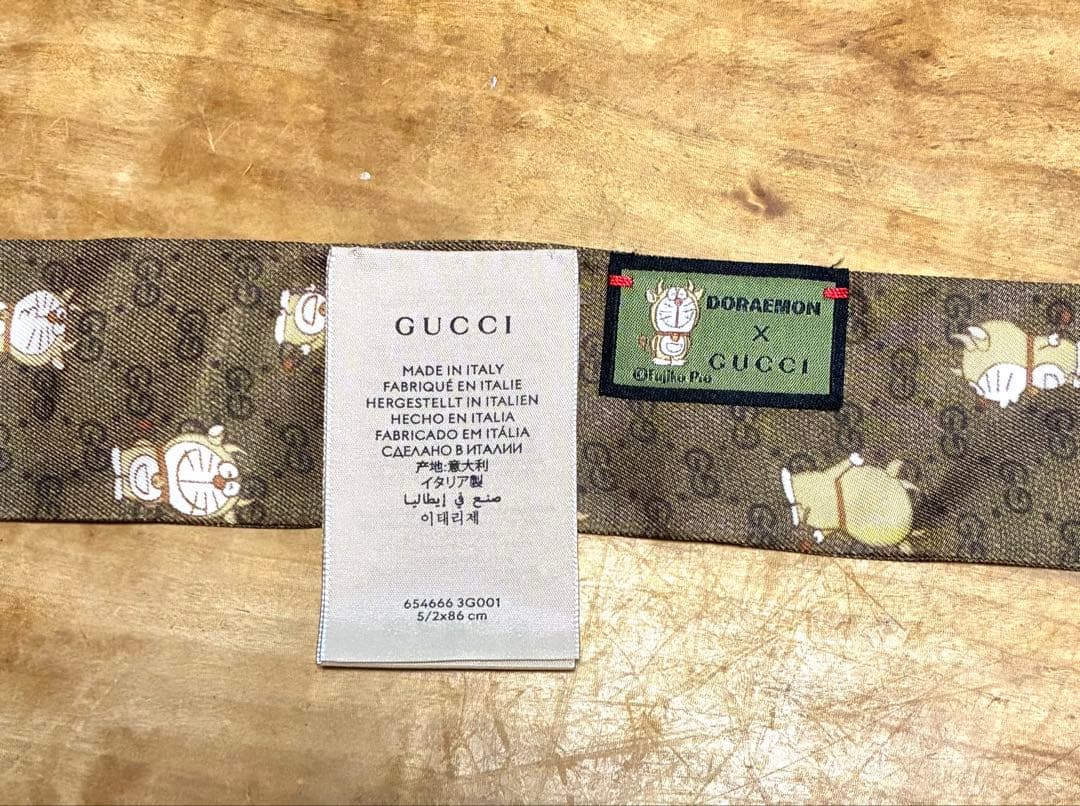 GUCCI
MADE IN ITALY
FABRIQUÉ EN ITALIE
HERGESTELLT IN ITALIEN
HECHO EN ITALIA
FABRICADO EM ITÁLIA
СДЕЛАНО В ИТАЛИИ
产地:意大利
イタリア製
صنع في إيطاليا
이태리제
654666 3G001
5/2x86 cm
DORAEMON
X
GUCCI
©Fujiko Pro